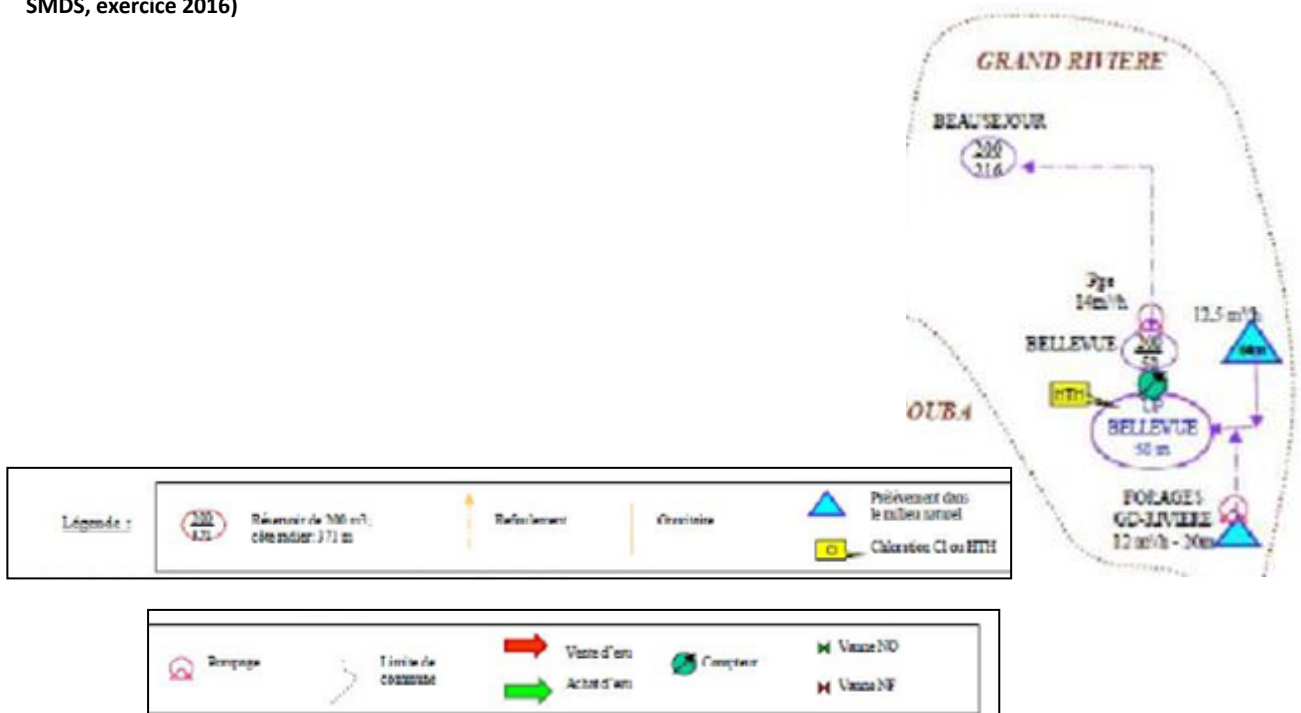 SMDS, exercice 2016)
GRAND RIVIERE
BEAUSEJOUR
200
216
Pge
14m³/h
12.5 m³/h
BELLEVUE
200
HTH
OUBA
UP
BELLEVUE
50 m
FORAGES
GD-RIVIERE
12 m³/h - 20m
Légende :
200
371
Réservoir de 200 m3;
côte radier: 371 m
Refoulement
Gravitaire
Prélèvement dans
le milieu naturel
Chloration Cl ou HTH
Pompage
Limite de
commune
Vente d'eau
Achat d'eau
Compteur
Vanne NO
Vanne NF